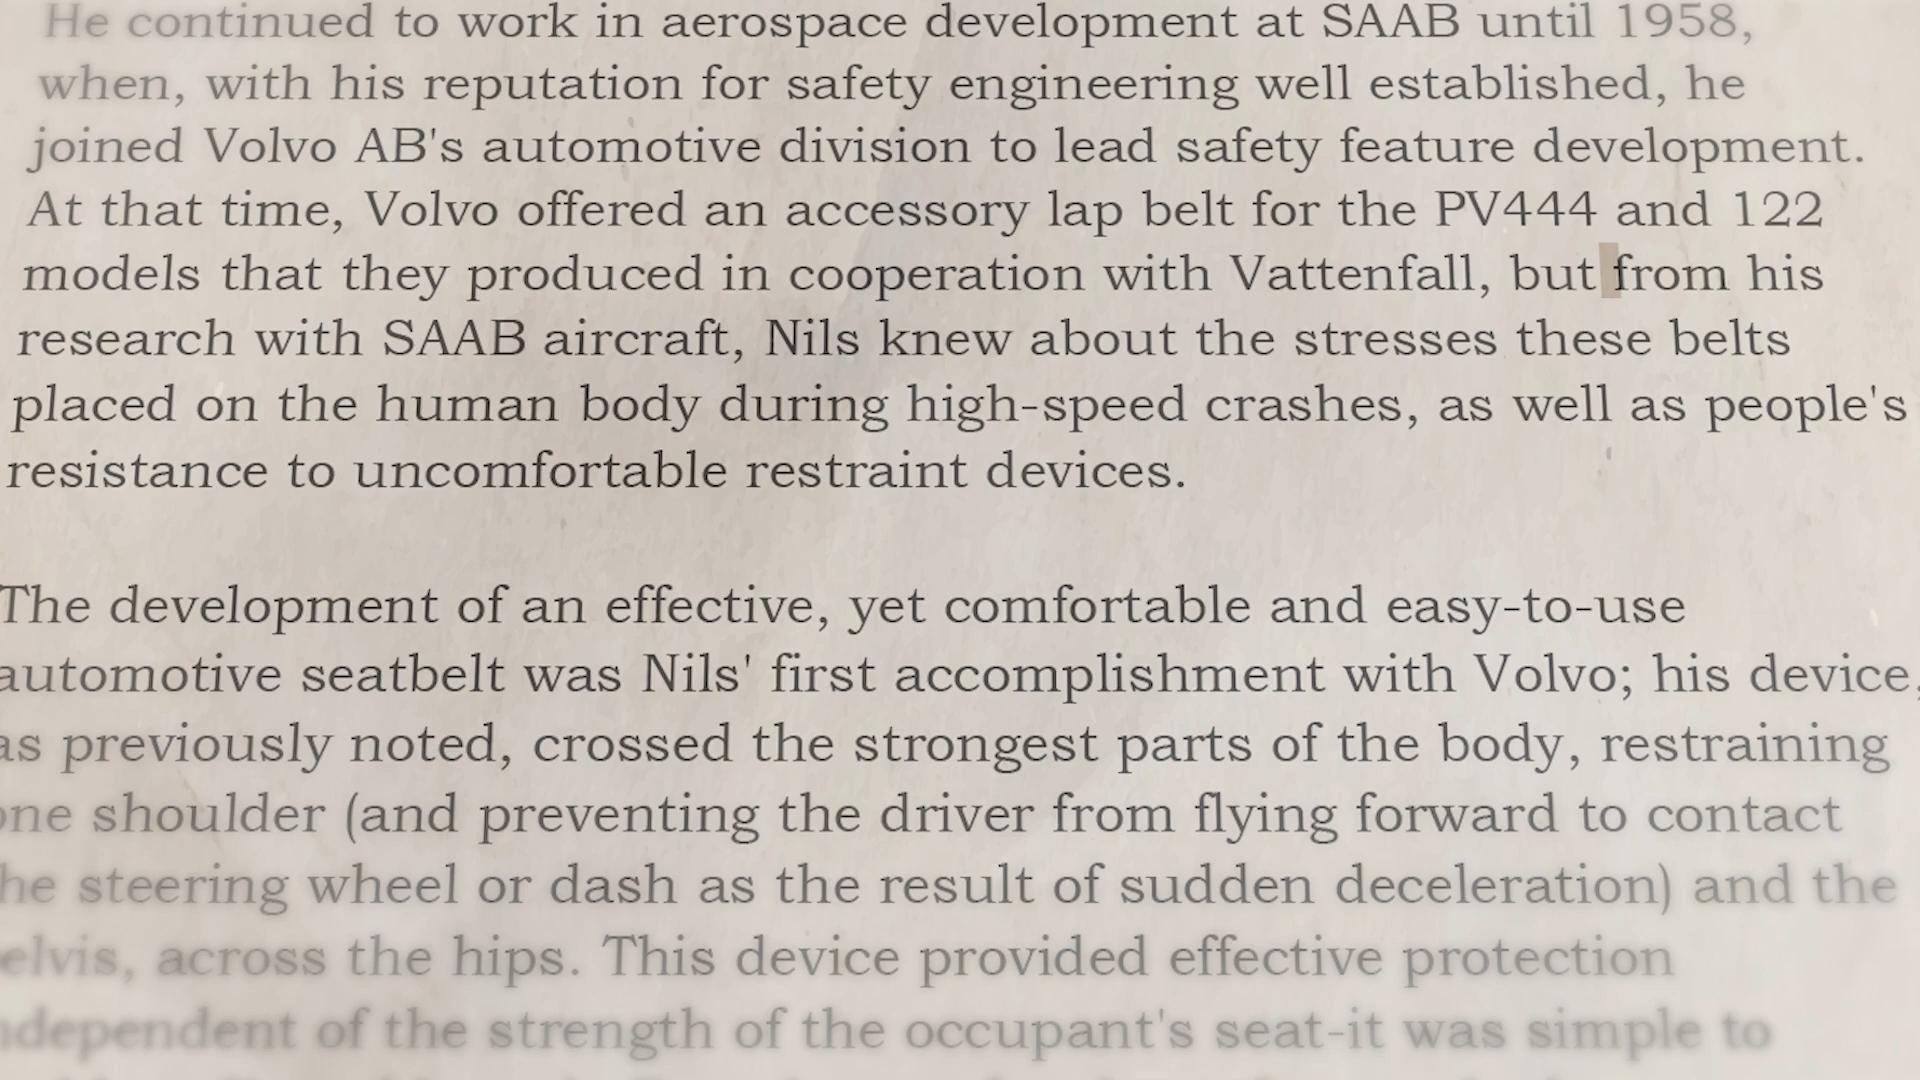 He continued to work in aerospace development at SAAB until 1958,
when, with his reputation for safety engineering well established, he
joined Volvo AB's automotive division to lead safety feature development.
At that time, Volvo offered an accessory lap belt for the PV444 and 122
models that they produced in cooperation with Vattenfall, but from his
research with SAAB aircraft, Nils knew about the stresses these belts
placed on the human body during high-speed crashes, as well as people's
resistance to uncomfortable restraint devices.
The development of an effective, yet comfortable and easy-to-use
automotive seatbelt was Nils' first accomplishment with Volvo; his device,
as previously noted, crossed the strongest parts of the body, restraining
one shoulder (and preventing the driver from flying forward to contact
he steering wheel or dash as the result of sudden deceleration) and the
elvis, across the hips. This device provided effective protection
ndependent of the strength of the occupant's seat-it was simple to